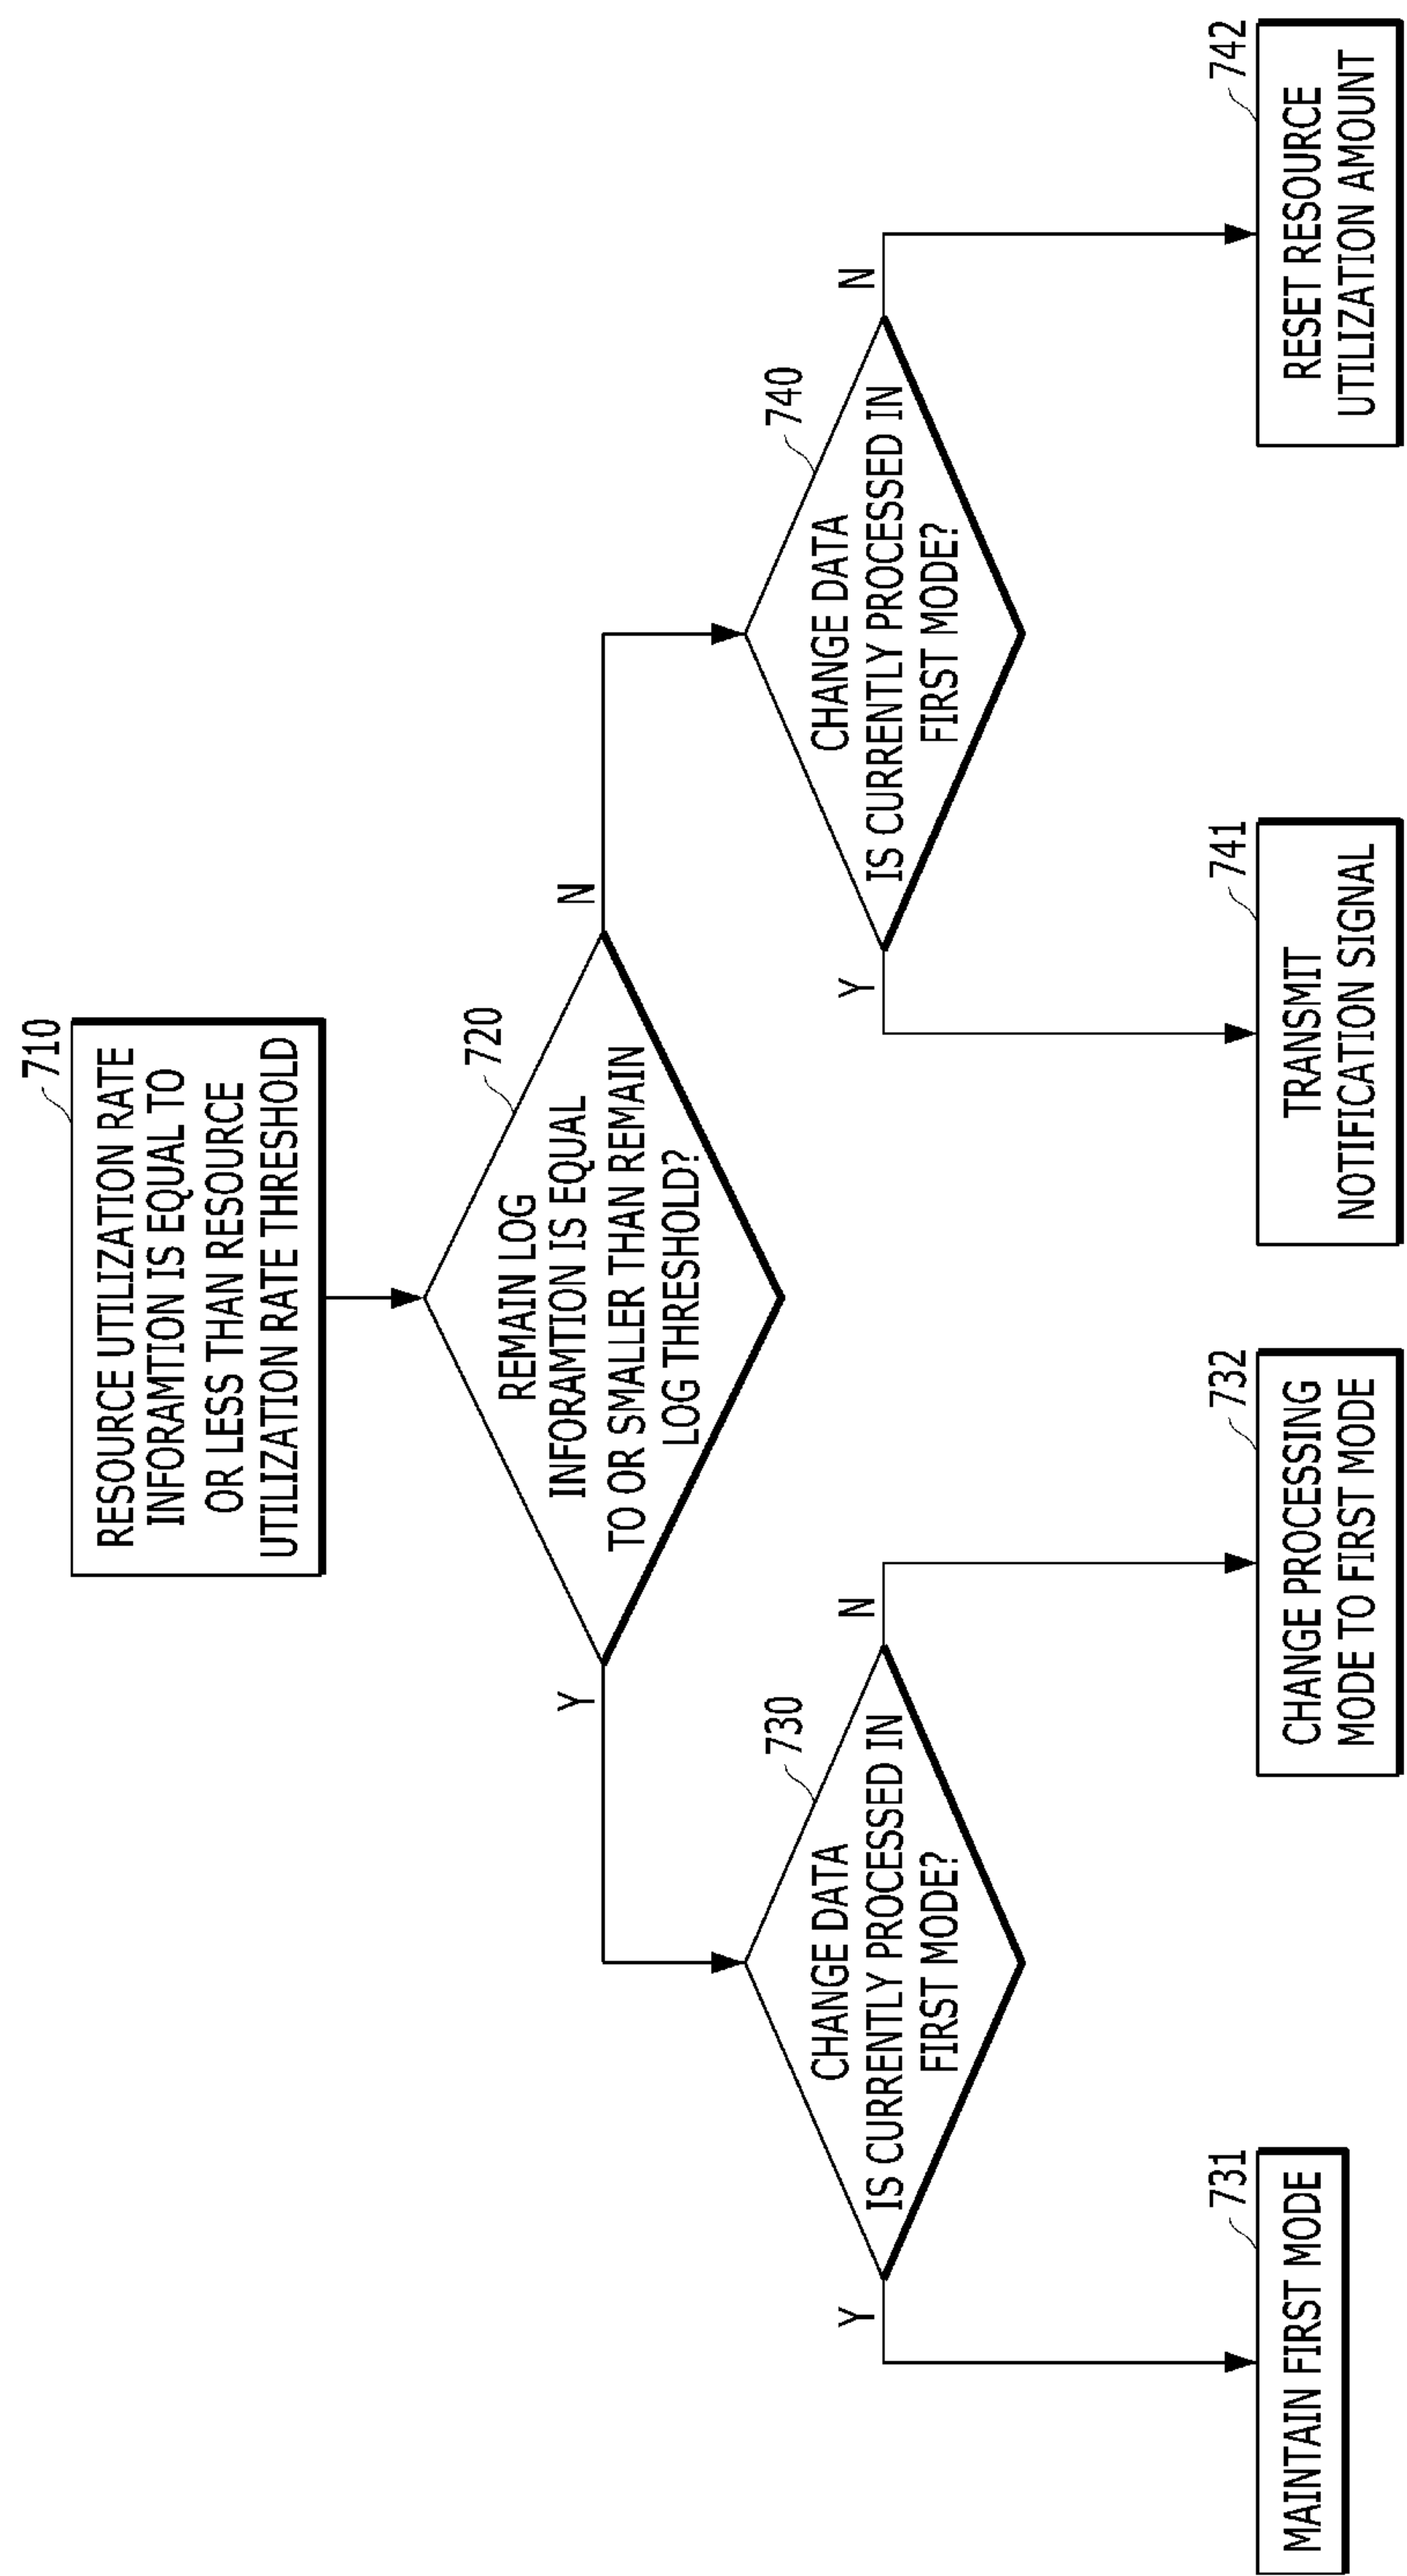 710
RESOURCE UTILIZATION RATE
INFORAMTION IS EQUAL TO
OR LESS THAN RESOURCE
UTILIZATION RATE THRESHOLD
720
REMAIN LOG
INFORAMTION IS EQUAL
TO OR SMALLER THAN REMAIN
LOG THRESHOLD?
Y
N
730
CHANGE DATA
IS CURRENTLY PROCESSED IN
FIRST MODE?
Y
N
740
CHANGE DATA
IS CURRENTLY PROCESSED IN
FIRST MODE?
Y
N
731
MAINTAIN FIRST MODE
732
CHANGE PROCESSING
MODE TO FIRST MODE
741
TRANSMIT
NOTIFICATION SIGNAL
742
RESET RESOURCE
UTILIZATION AMOUNT